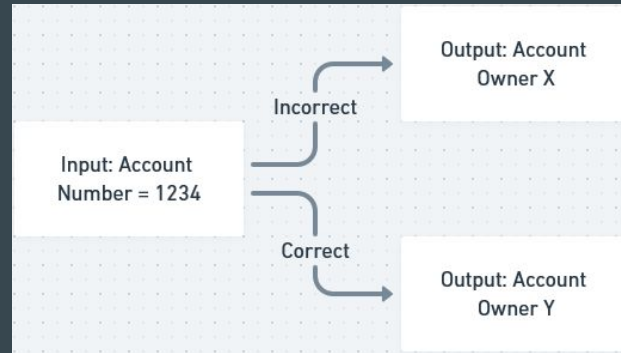 Input: Account
Number = 1234
Incorrect
Output: Account
Owner X
Correct
Output: Account
Owner Y